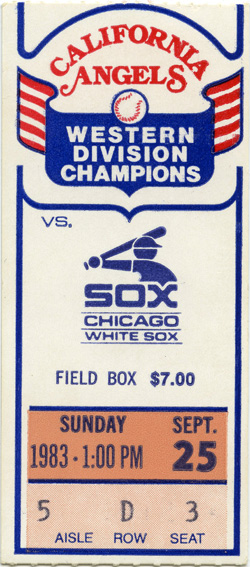 CALIFORNIA
ANGELS
WESTERN
DIVISION
CHAMPIONS
VS.
SOX
CHICAGO
WHITE SOX
FIELD BOX $7.00
SUNDAY SEPT.
1983 · 1:00 PM 25
5 D 3
AISLE ROW SEAT